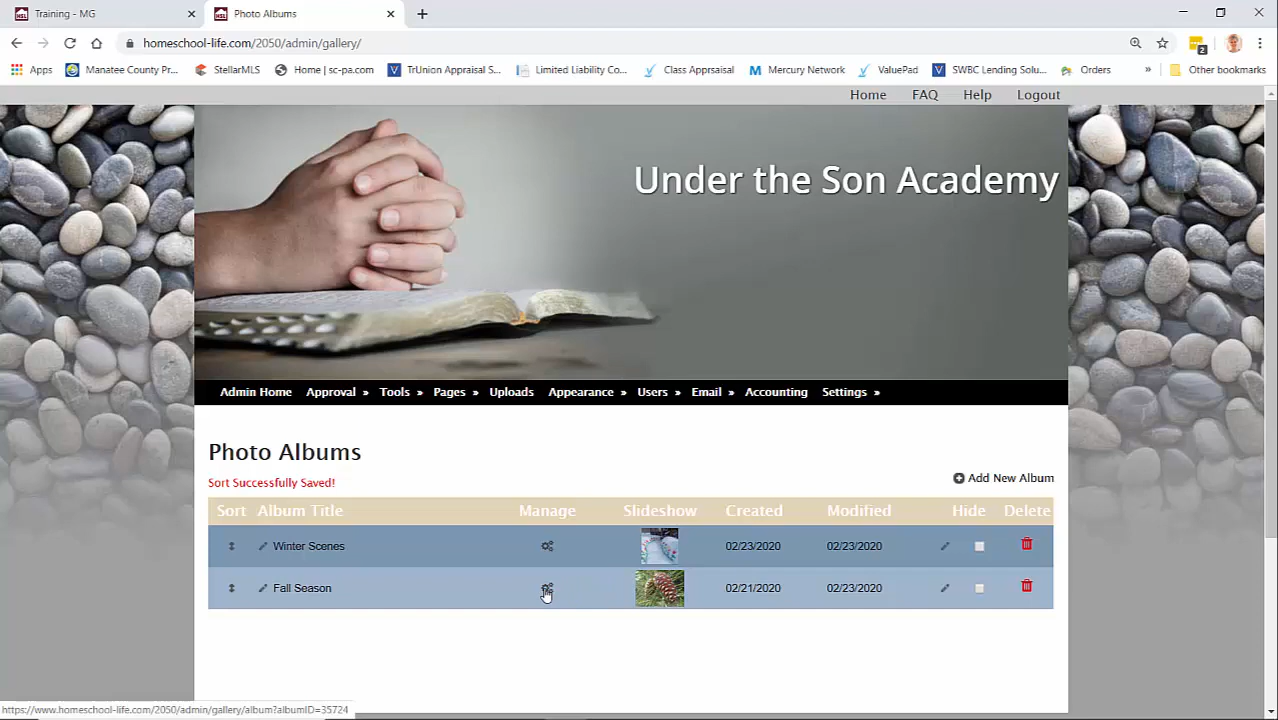 Training - MG
Photo Albums
homeschool-life.com/2050/admin/gallery/
2
Apps
Manatee County Pr...
StellarMLS
Home | sc-pa.com
TrUnion Appraisal S...
Limited Liability Co...
Class Apprsaisal
Mercury Network
ValuePad
SWBC Lending Solu...
Orders
»
Other bookmarks
Home FAQ Help Logout
Under the Son Academy
Admin Home Approval » Tools » Pages » Uploads Appearance » Users » Email » Accounting Settings »
Photo Albums
Sort Successfully Saved!
Add New Album
Sort Album Title Manage Slideshow Created Modified Hide Delete
Winter Scenes 02/23/2020 02/23/2020
Fall Season 02/21/2020 02/23/2020
https://www.homeschool-life.com/2050/admin/gallery/album?albumID=35724